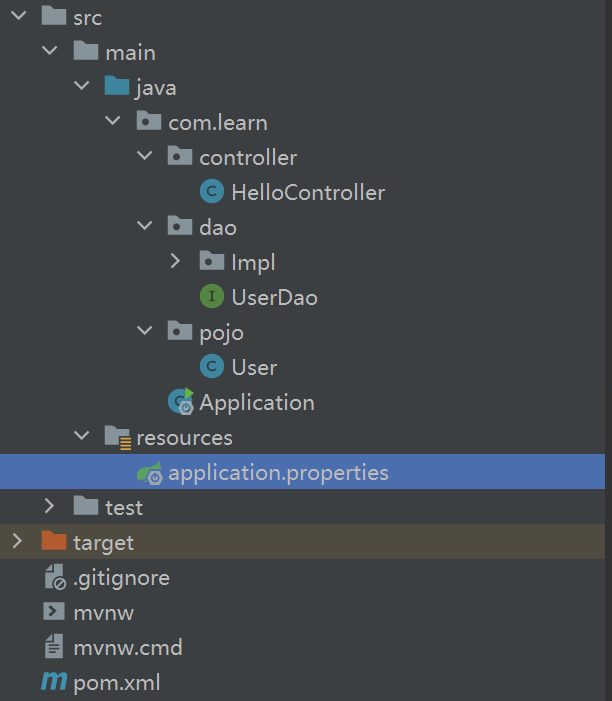 src
main
java
com.learn
controller
HelloController
dao
Impl
UserDao
pojo
User
Application
resources
application.properties
test
target
.gitignore
mvnw
mvnw.cmd
pom.xml